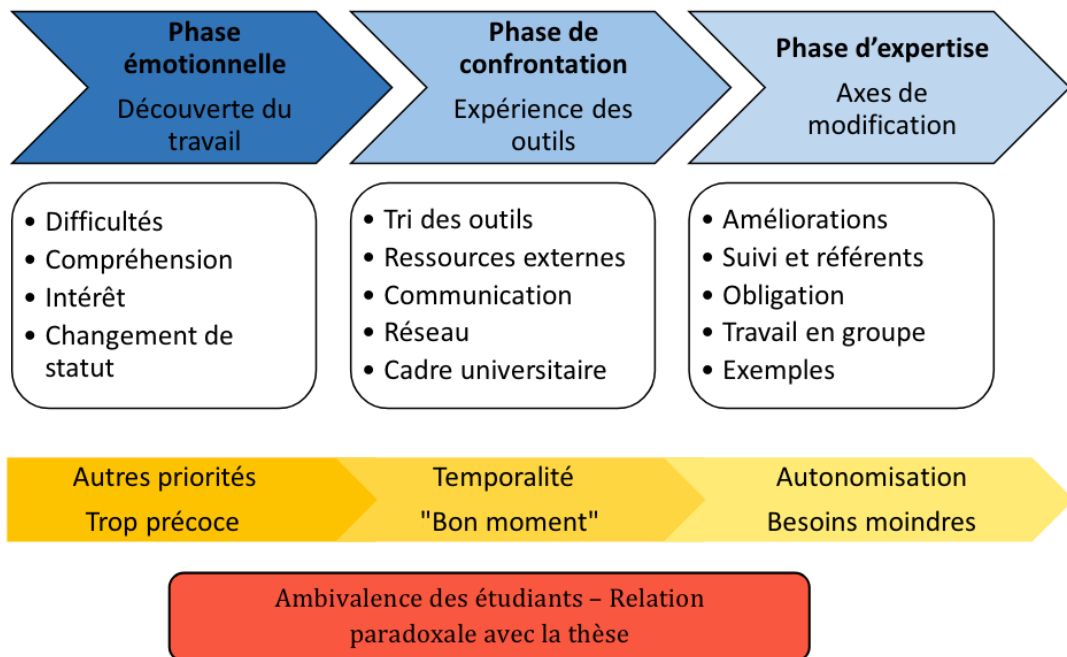 Phase
émotionnelle
Découverte du
travail
Phase de
confrontation
Expérience des
outils
Phase d’expertise
Axes de
modification
• Difficultés
• Compréhension
• Intérêt
• Changement de
statut
• Tri des outils
• Ressources externes
• Communication
• Réseau
• Cadre universitaire
• Améliorations
• Suivi et référents
• Obligation
• Travail en groupe
• Exemples
Autres priorités
Trop précoce
Temporalité
"Bon moment"
Autonomisation
Besoins moindres
Ambivalence des étudiants – Relation
paradoxale avec la thèse